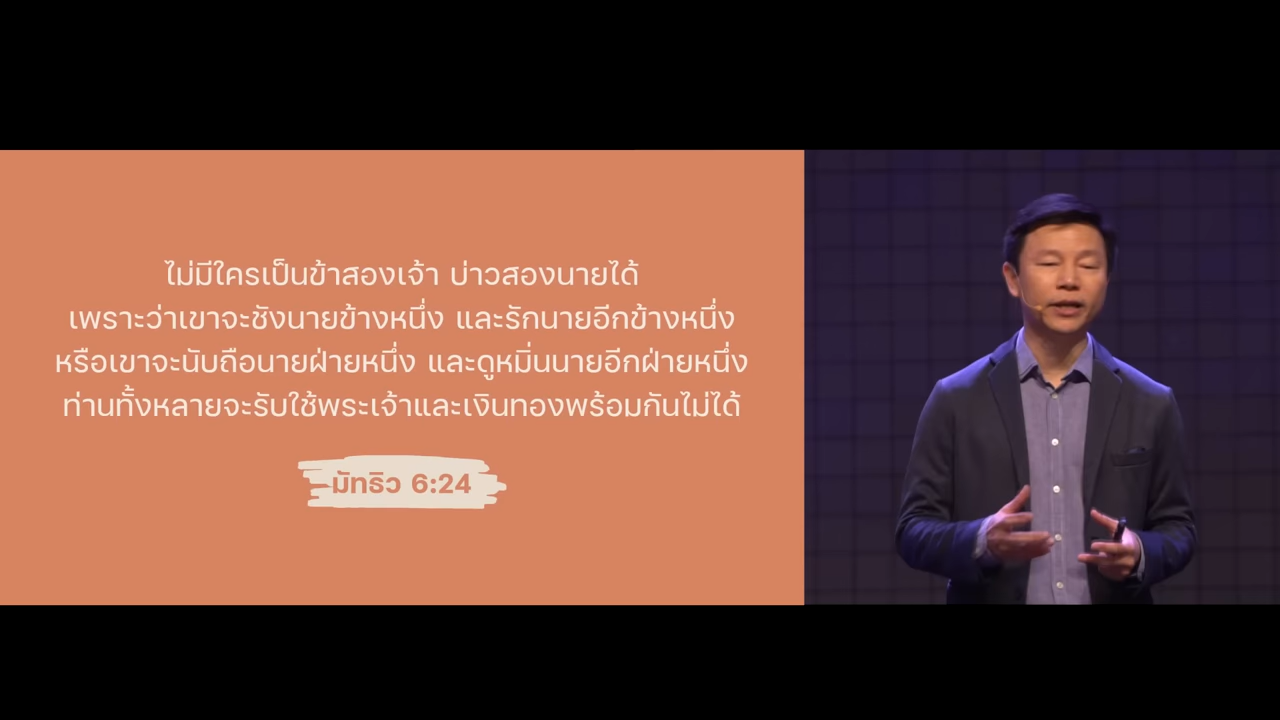 ไม่มีใครเป็นข้าสองเจ้า บ่าวสองนายได้
เพราะว่าเขาจะชังนายข้างหนึ่ง และรักนายอีกข้างหนึ่ง
หรือเขาจะนับถือนายฝ่ายหนึ่ง และดูหมิ่นนายอีกฝ่ายหนึ่ง
ท่านทั้งหลายจะรับใช้พระเจ้าและเงินทองพร้อมกันไม่ได้
มัทธิว 6:24